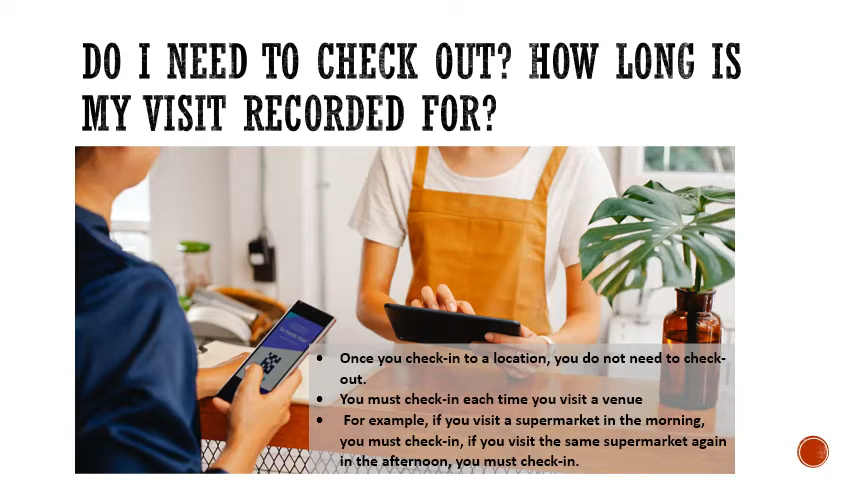 DO I NEED TO CHECK OUT? HOW LONG IS
MY VISIT RECORDED FOR?
• Once you check-in to a location, you do not need to check-
out.
• You must check-in each time you visit a venue
• For example, if you visit a supermarket in the morning,
you must check-in, if you visit the same supermarket again
in the afternoon, you must check-in.